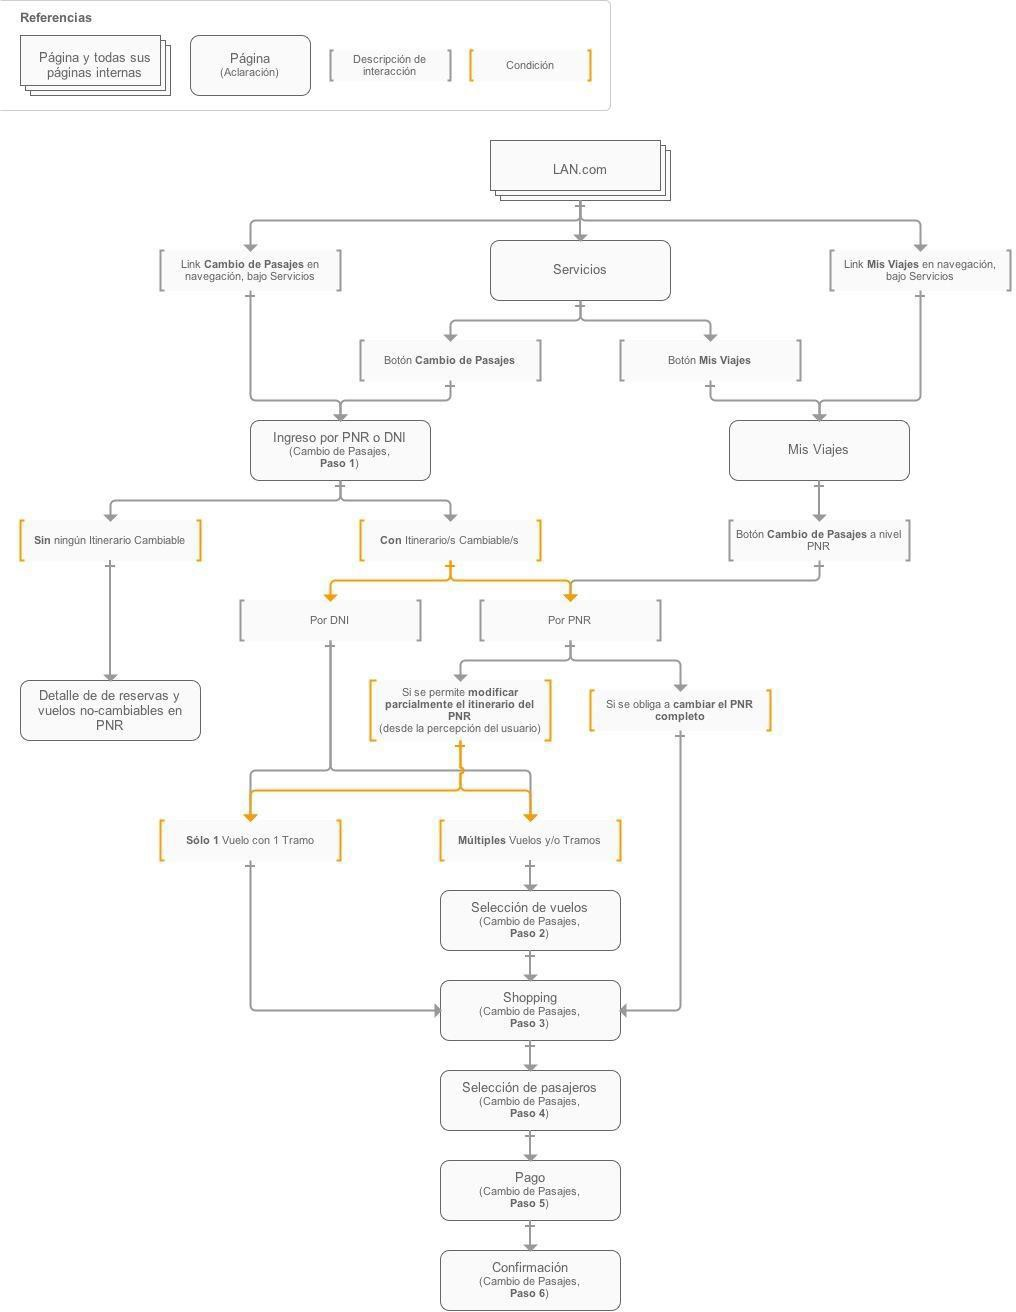 Referencias
Página y todas sus
páginas internas
Página
(Aclaración)
Descripción de
interacción
Condición
LAN.com
Link Cambio de Pasajes en
navegación, bajo Servicios
Servicios
Link Mis Viajes en navegación,
bajo Servicios
Botón Cambio de Pasajes
Botón Mis Viajes
Ingreso por PNR o DNI
(Cambio de Pasajes,
Paso 1)
Mis Viajes
Sin ningún Itinerario Cambiable
Con Itinerario/s Cambiable/s
Botón Cambio de Pasajes a nivel
PNR
Por DNI
Por PNR
Detalle de de reservas y
vuelos no-cambiables en
PNR
Si se permite modificar
parcialmente el itinerario del
PNR
(desde la percepción del usuario)
Si se obliga a cambiar el PNR
completo
Sólo 1 Vuelo con 1 Tramo
Múltiples Vuelos y/o Tramos
Selección de vuelos
(Cambio de Pasajes,
Paso 2)
Shopping
(Cambio de Pasajes,
Paso 3)
Selección de pasajeros
(Cambio de Pasajes,
Paso 4)
Pago
(Cambio de Pasajes,
Paso 5)
Confirmación
(Cambio de Pasajes,
Paso 6)